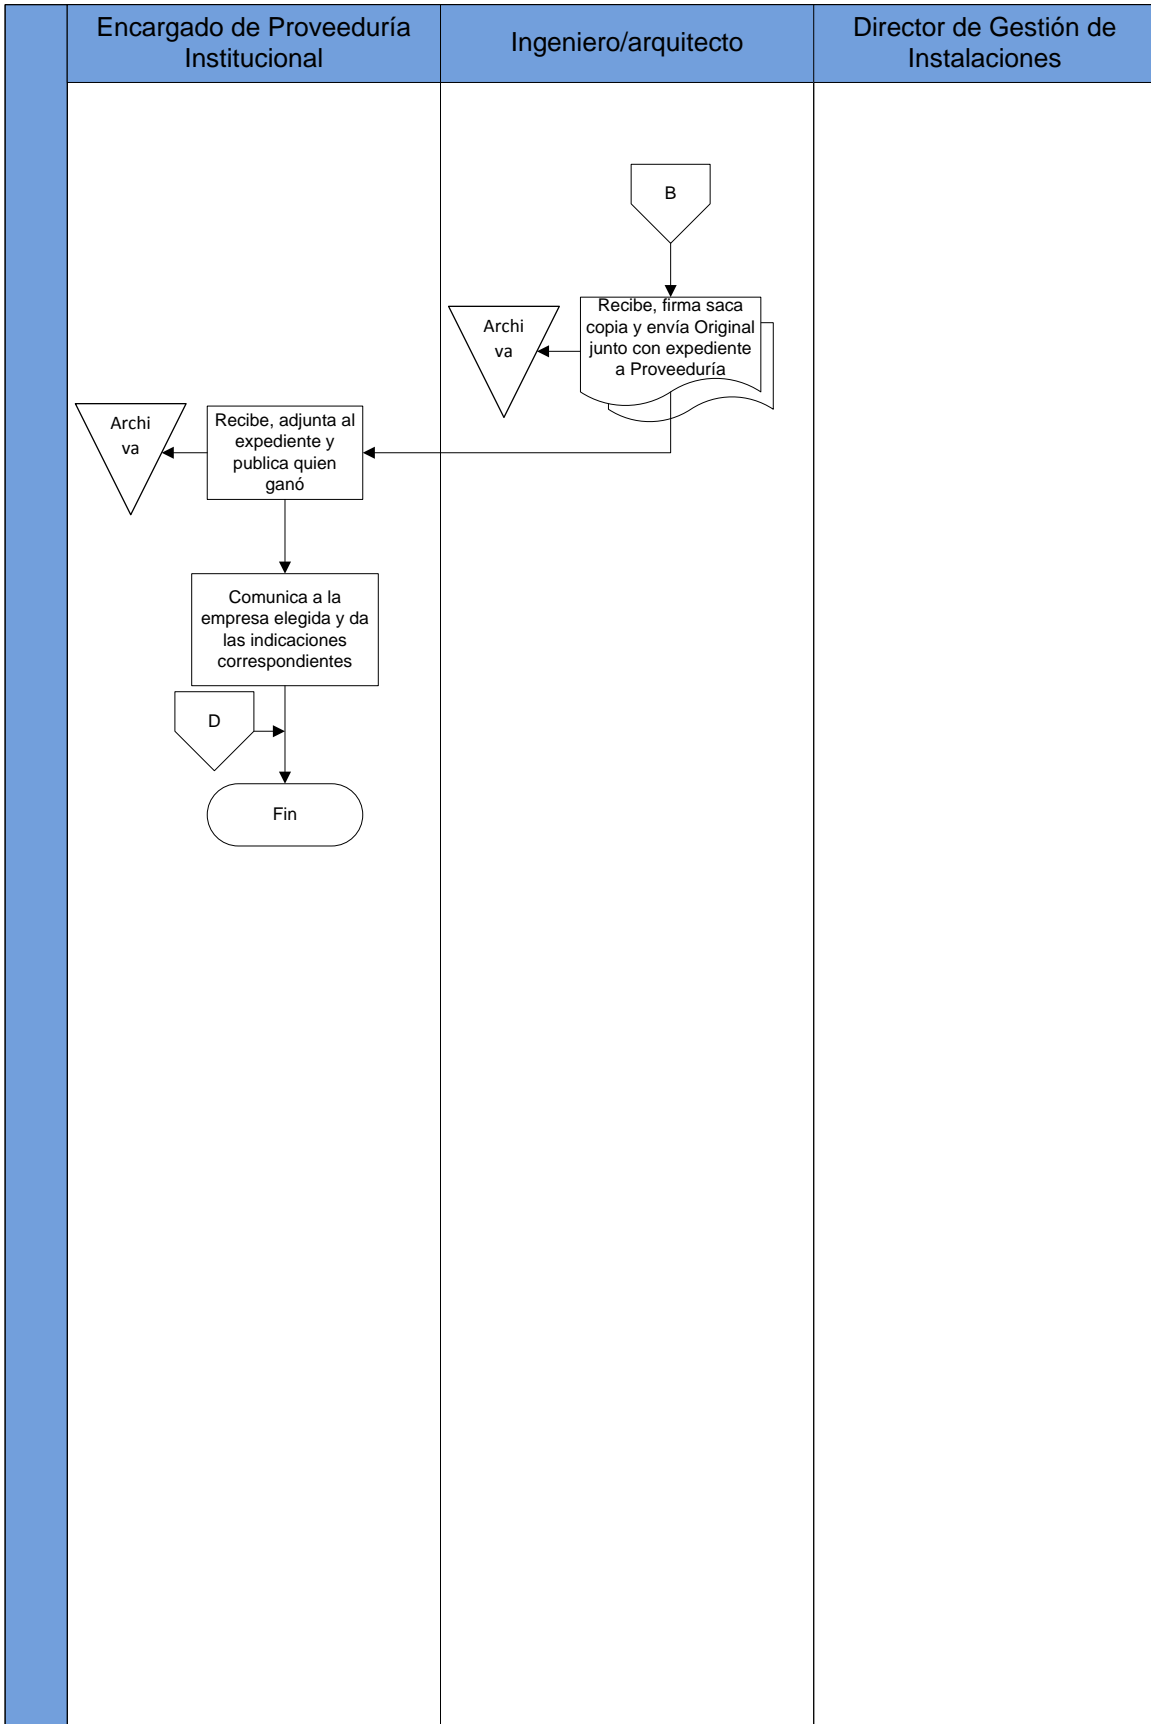 Encargado de Proveeduría
Institucional
Ingeniero/arquitecto
Director de Gestión de
Instalaciones
B
Recibe, firma saca
copia y envía Original
junto con expediente
a Proveeduría
Archi
va
Recibe, adjunta al
expediente y
publica quien
ganó
Archi
va
Comunica a la
empresa elegida y da
las indicaciones
correspondientes
D
Fin